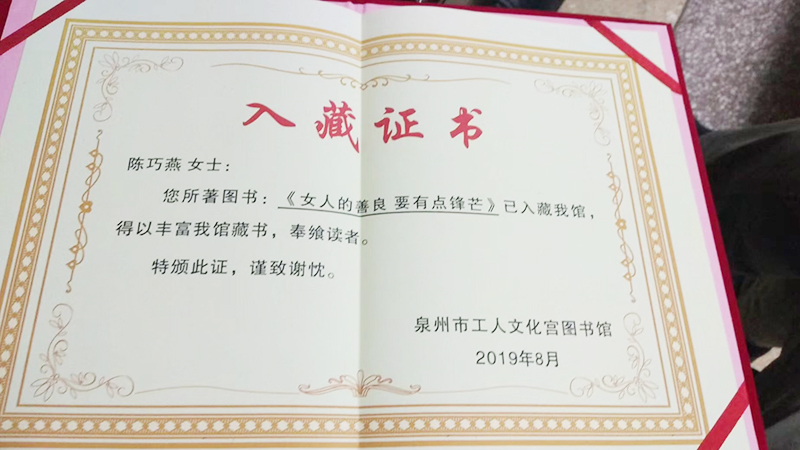 入藏证书
陈巧燕 女士：
您所著图书：《女人的善良 要有点锋芒》已入藏我馆，
得以丰富我馆藏书，奉飨读者。
特颁此证，谨致谢忱。
泉州市工人文化宫图书馆
2019年8月